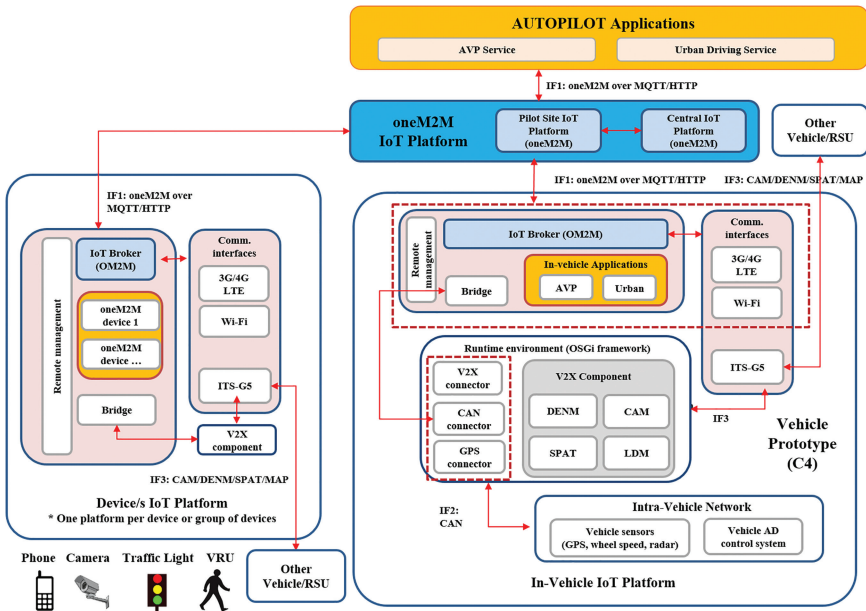 AUTOPILOT Applications
AVP Service
Urban Driving Service
IF1: oneM2M over MQTT/HTTP
oneM2M
IoT Platform
Pilot Site IoT
Platform
(oneM2M)
Central IoT
Platform
(oneM2M)
Other
Vehicle/RSU
IF1: oneM2M over MQTT/HTTP
IF3: CAM/DENM/SPAT/MAP
IF1: oneM2M over
MQTT/HTTP
Remote management
IoT Broker
(OM2M)
oneM2M
device 1
oneM2M
device ...
Bridge
Comm.
interfaces
3G/4G
LTE
Wi-Fi
ITS-G5
V2X
component
IF3: CAM/DENM/SPAT/MAP
Device/s IoT Platform
* One platform per device or group of devices
Phone
Camera
Traffic Light
VRU
Other
Vehicle/RSU
Remote
management
IoT Broker (OM2M)
Bridge
In-vehicle Applications
AVP
Urban
Comm.
interfaces
3G/4G
LTE
Wi-Fi
ITS-G5
Runtime environment (OSGi framework)
V2X
connector
CAN
connector
GPS
connector
V2X Component
DENM
CAM
SPAT
LDM
IF3
Vehicle
Prototype
(C4)
IF2:
CAN
Intra-Vehicle Network
Vehicle sensors
(GPS, wheel speed, radar)
Vehicle AD
control system
In-Vehicle IoT Platform